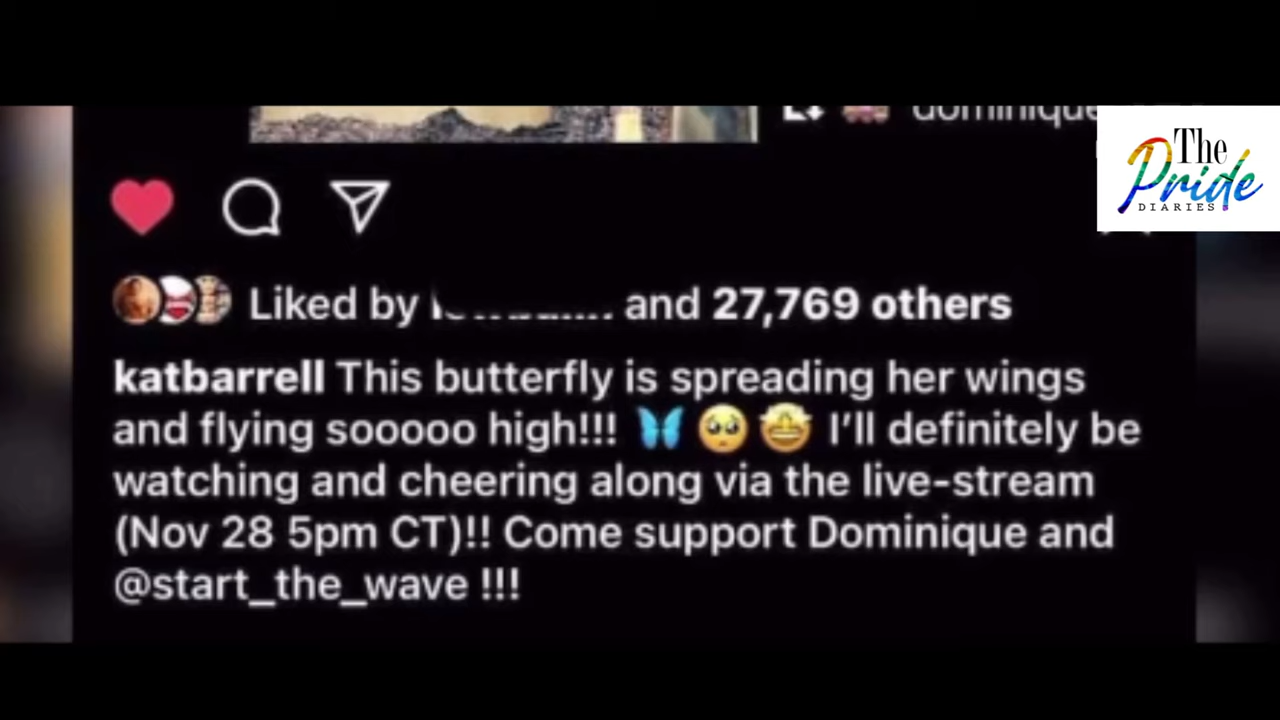 The
Pride
DIARIES
Liked by and 27,769 others
katbarrell This butterfly is spreading her wings
and flying sooooo high!!! 🦋 🥺 🤩 I’ll definitely be
watching and cheering along via the live-stream
(Nov 28 5pm CT)!! Come support Dominique and
@start_the_wave !!!